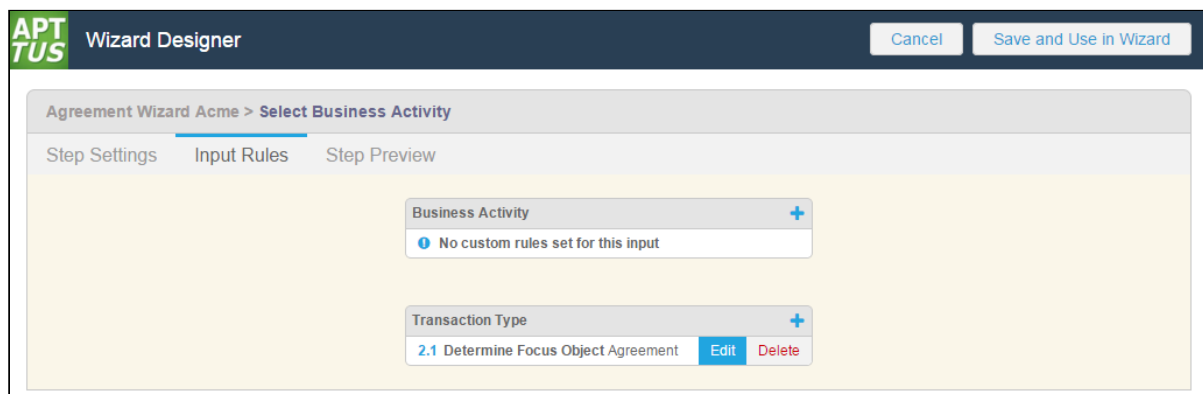 APT
TUS
Wizard Designer
Cancel
Save and Use in Wizard
Agreement Wizard Acme > Select Business Activity
Step Settings
Input Rules
Step Preview
Business Activity
No custom rules set for this input
Transaction Type
2.1 Determine Focus Object Agreement
Edit
Delete